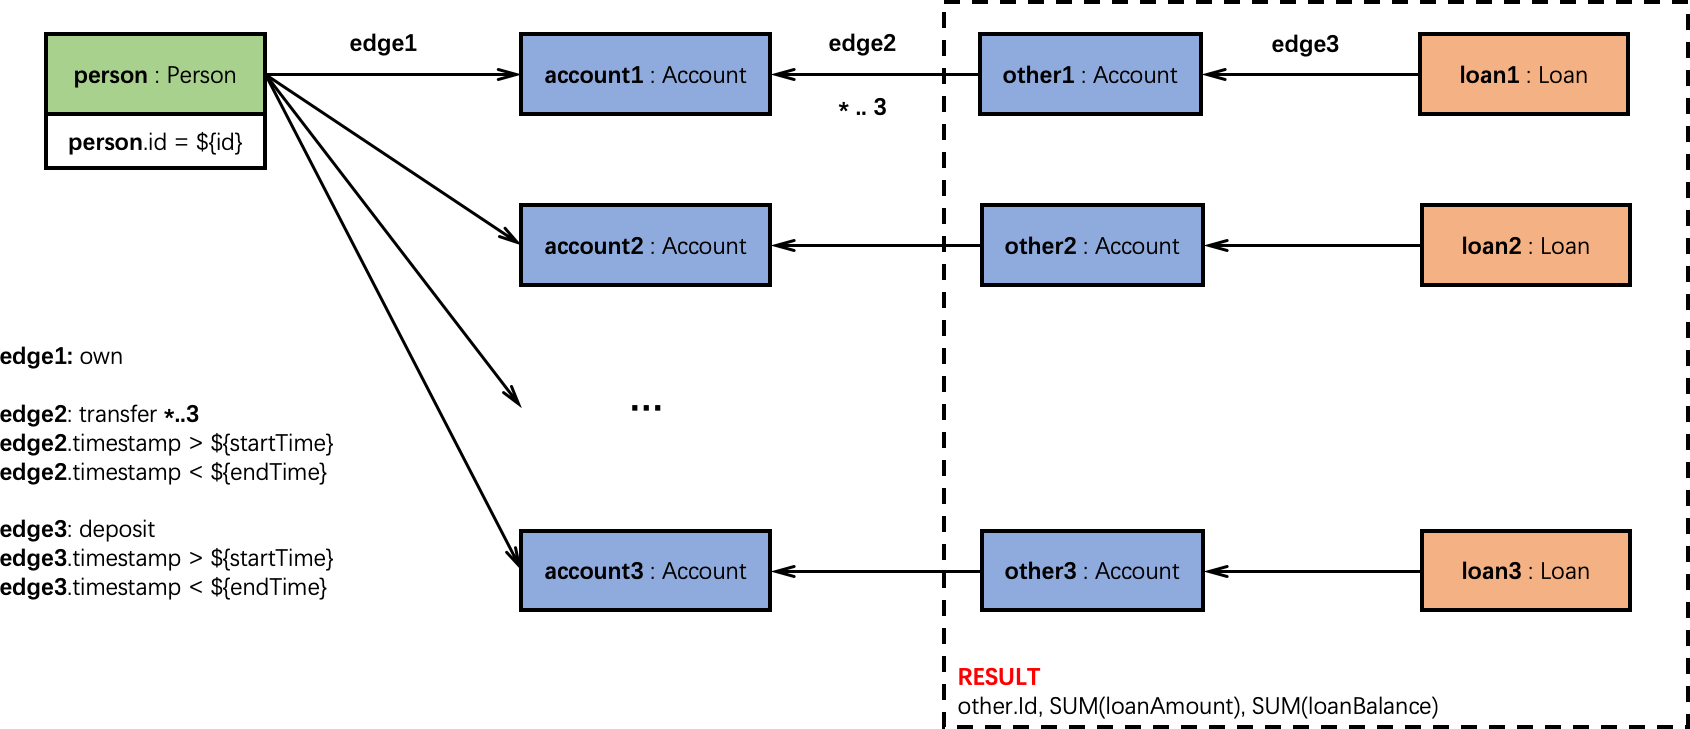 edge1
edge2
edge3
person : Person
account1 : Account
other1 : Account
loan1 : Loan
* .. 3
person.id = ${id}
account2 : Account
other2 : Account
loan2 : Loan
edge1: own
...
edge2: transfer *..3
edge2.timestamp > ${startTime}
edge2.timestamp < ${endTime}
edge3: deposit
edge3.timestamp > ${startTime}
edge3.timestamp < ${endTime}
account3 : Account
other3 : Account
loan3 : Loan
RESULT
other.Id, SUM(loanAmount), SUM(loanBalance)